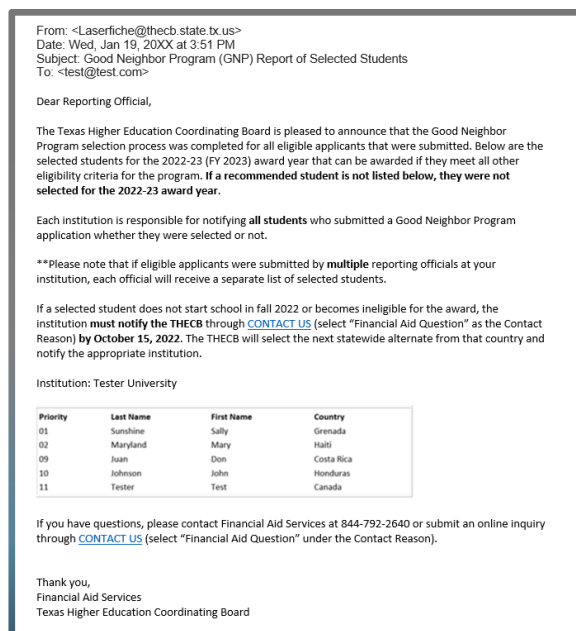 From: <Laserfiche@thecb.state.tx.us>
Date: Wed, Jan 19, 20XX at 3:51 PM
Subject: Good Neighbor Program (GNP) Report of Selected Students
To: <test@test.com>
Dear Reporting Official,
The Texas Higher Education Coordinating Board is pleased to announce that the Good Neighbor
Program selection process was completed for all eligible applicants that were submitted. Below are the
selected students for the 2022-23 (FY 2023) award year that can be awarded if they meet all other
eligibility criteria for the program. If a recommended student is not listed below, they were not
selected for the 2022-23 award year.
Each institution is responsible for notifying all students who submitted a Good Neighbor Program
application whether they were selected or not.
**Please note that if eligible applicants were submitted by multiple reporting officials at your
institution, each official will receive a separate list of selected students.
If a selected student does not start school in fall 2022 or becomes ineligible for the award, the
institution must notify the THECB through CONTACT US (select "Financial Aid Question" as the Contact
Reason) by October 15, 2022. The THECB will select the next statewide alternate from that country and
notify the appropriate institution.
Institution: Tester University
Priority Last Name First Name Country
01 Sunshine Sally Grenada
02 Maryland Mary Haiti
09 Juan Don Costa Rica
10 Johnson John Honduras
11 Tester Test Canada
If you have questions, please contact Financial Aid Services at 844-792-2640 or submit an online inquiry
through CONTACT US (select "Financial Aid Question" under the Contact Reason).
Thank you,
Financial Aid Services
Texas Higher Education Coordinating Board